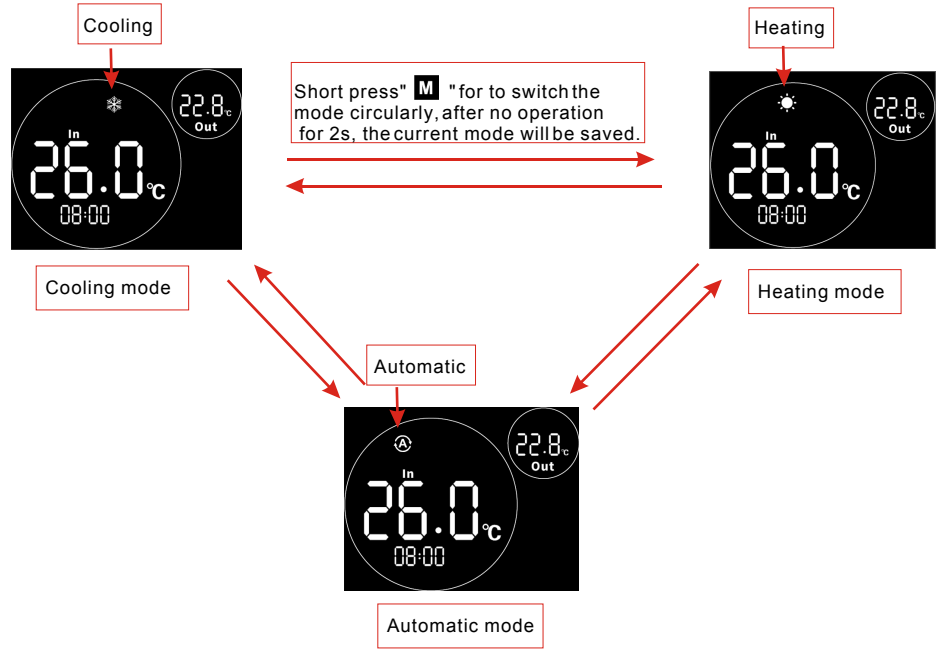 Cooling
Heating
Short press" M "for to switch the
mode circularly, after no operation
for 2s, the current mode will be saved.
22.8℃
Out
In
26.0℃
08:00
22.8℃
Out
In
26.0℃
08:00
Cooling mode
Heating mode
Automatic
A
22.8℃
Out
In
26.0℃
08:00
Automatic mode